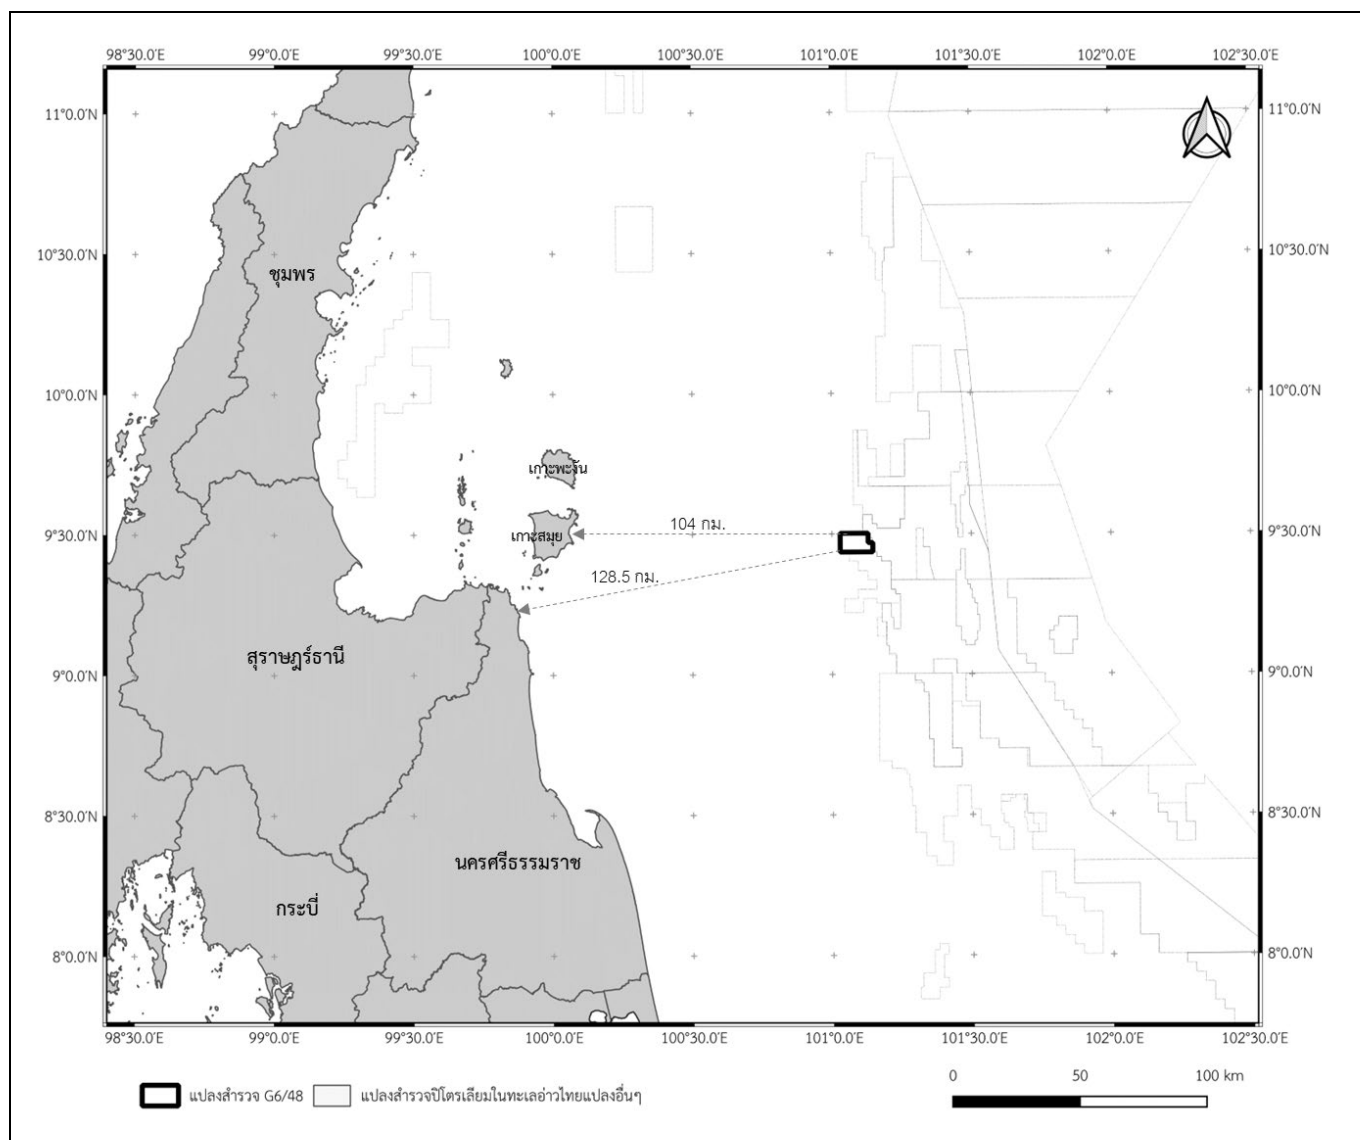 98°30.0'E 99°0.0'E 99°30.0'E 100°0.0'E 100°30.0'E 101°0.0'E 101°30.0'E 102°0.0'E 102°30.0'E
11°0.0'N 11°0.0'N
10°30.0'N 10°30.0'N
ชุมพร
10°0.0'N 10°0.0'N
เกาะพะงัน
9°30.0'N 9°30.0'N
104 กม.
เกาะสมุย
128.5 กม.
สุราษฎร์ธานี
9°0.0'N 9°0.0'N
8°30.0'N 8°30.0'N
นครศรีธรรมราช
กระบี่
8°0.0'N 8°0.0'N
98°30.0'E 99°0.0'E 99°30.0'E 100°0.0'E 100°30.0'E 101°0.0'E 101°30.0'E 102°0.0'E 102°30.0'E
0 50 100 km
แปลงสำรวจ G6/48 แปลงสำรวจปิโตรเลียมในทะเลอ่าวไทยแปลงอื่นๆ